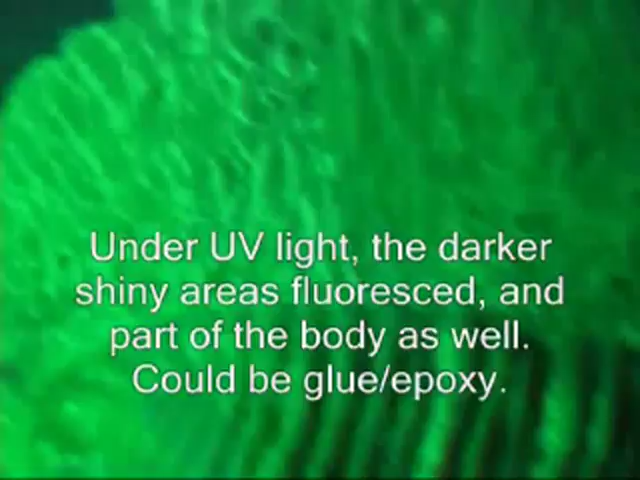 Under UV light, the darker
shiny areas fluoresced, and
part of the body as well.
Could be glue/epoxy.